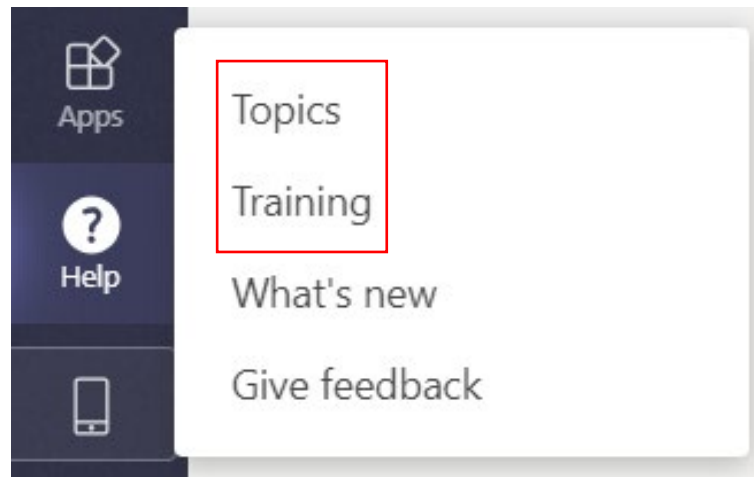 Apps
Help
Topics
Training
What's new
Give feedback